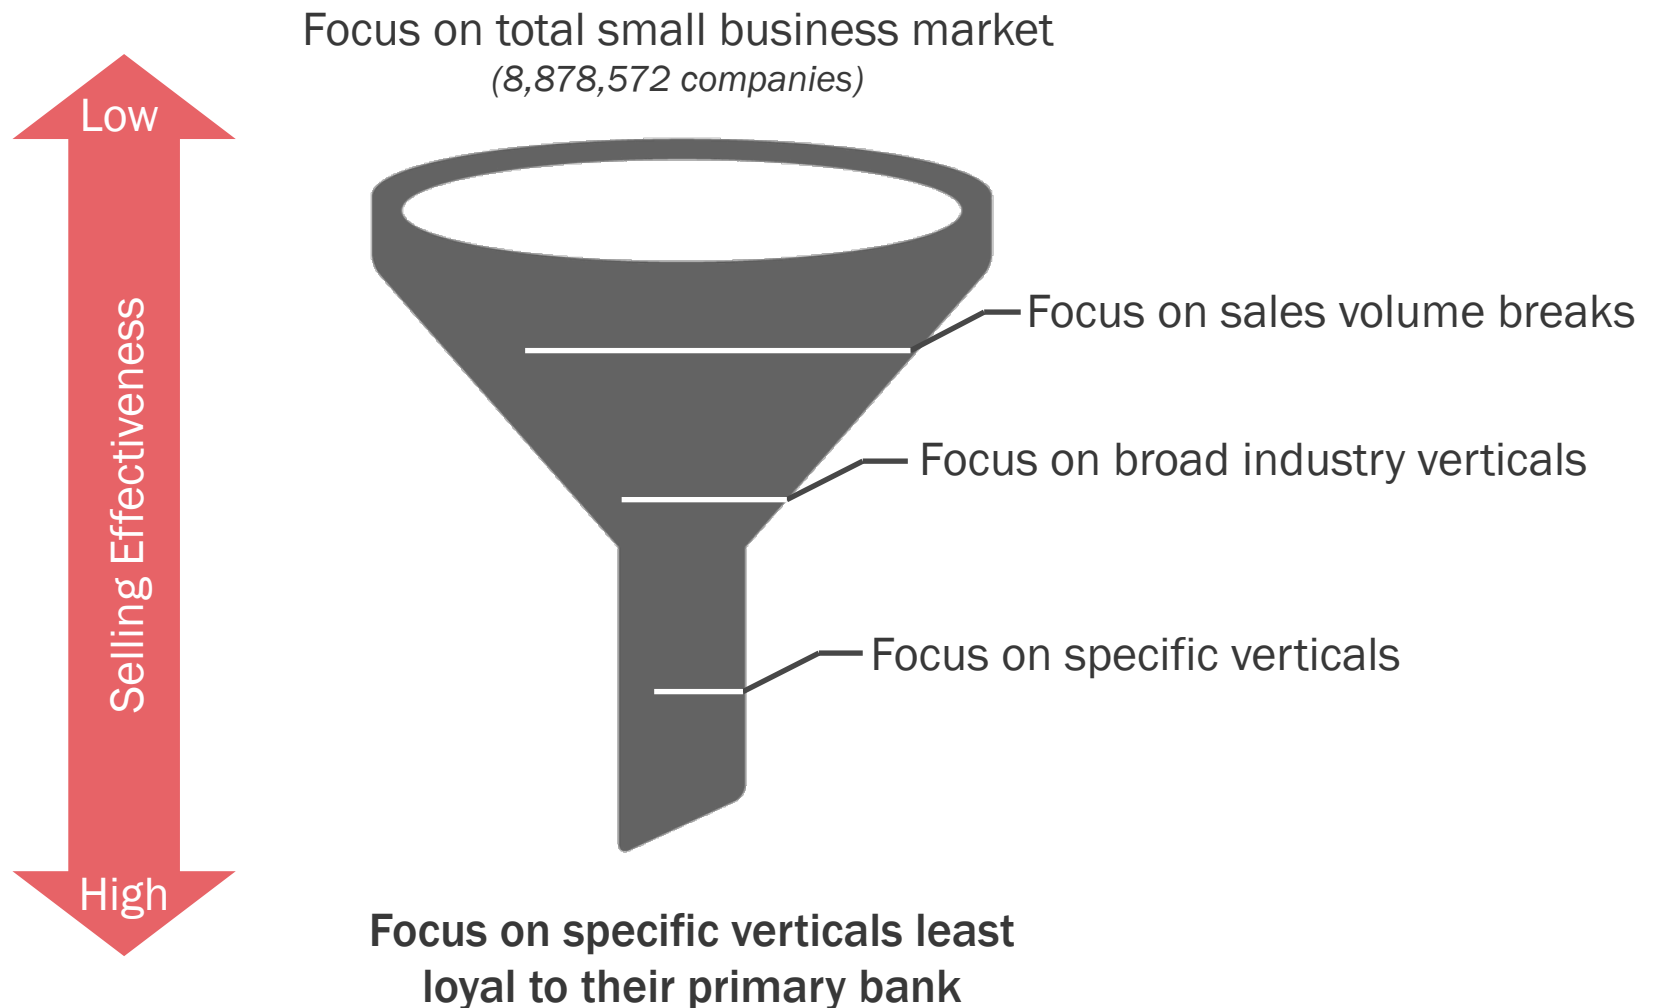 Focus on total small business market
(8,878,572 companies)
Low
Selling Effectiveness
High
Focus on sales volume breaks
Focus on broad industry verticals
Focus on specific verticals
Focus on specific verticals least
loyal to their primary bank